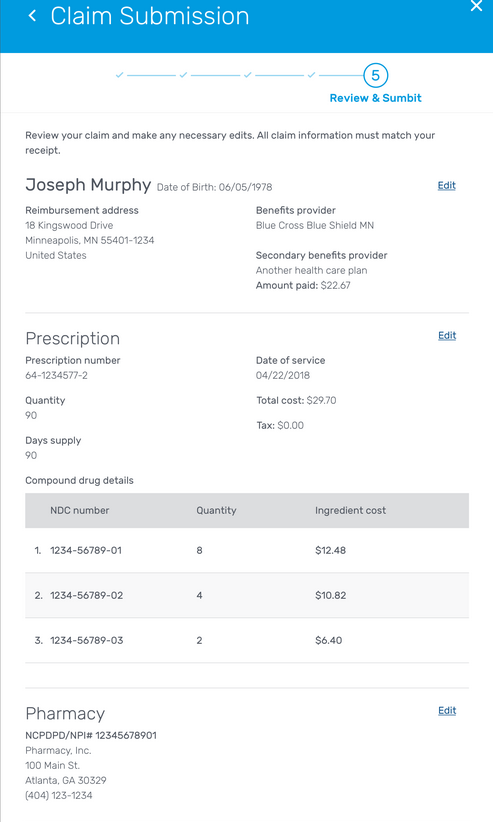 Claim Submission
5
Review & Sumbit
Review your claim and make any necessary edits. All claim information must match your
receipt.
Joseph Murphy Date of Birth: 06/05/1978 Edit
Reimbursement address
18 Kingswood Drive
Minneapolis, MN 55401-1234
United States
Benefits provider
Blue Cross Blue Shield MN
Secondary benefits provider
Another health care plan
Amount paid: $22.67
Prescription Edit
Prescription number
64-1234577-2
Quantity
90
Days supply
90
Date of service
04/22/2018
Total cost: $29.70
Tax: $0.00
Compound drug details
NDC number Quantity Ingredient cost
1. 1234-56789-01 8 $12.48
2. 1234-56789-02 4 $10.82
3. 1234-56789-03 2 $6.40
Pharmacy Edit
NCPDPD/NPI# 12345678901
Pharmacy, Inc.
100 Main St.
Atlanta, GA 30329
(404) 123-1234